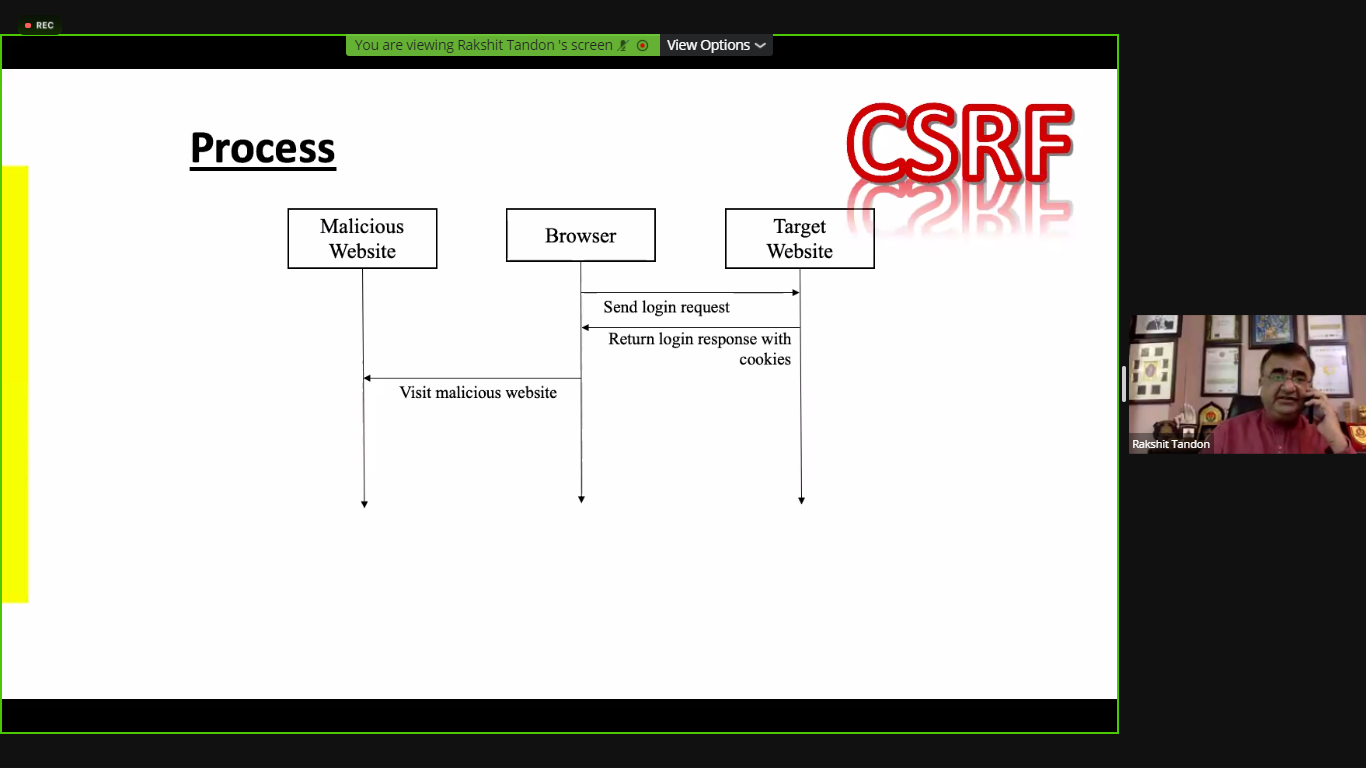 REC
You are viewing Rakshit Tandon 's screen
View Options
Process
CSRF
Malicious
Website
Browser
Target
Website
Send login request
Return login response with
cookies
Visit malicious website
Rakshit Tandon